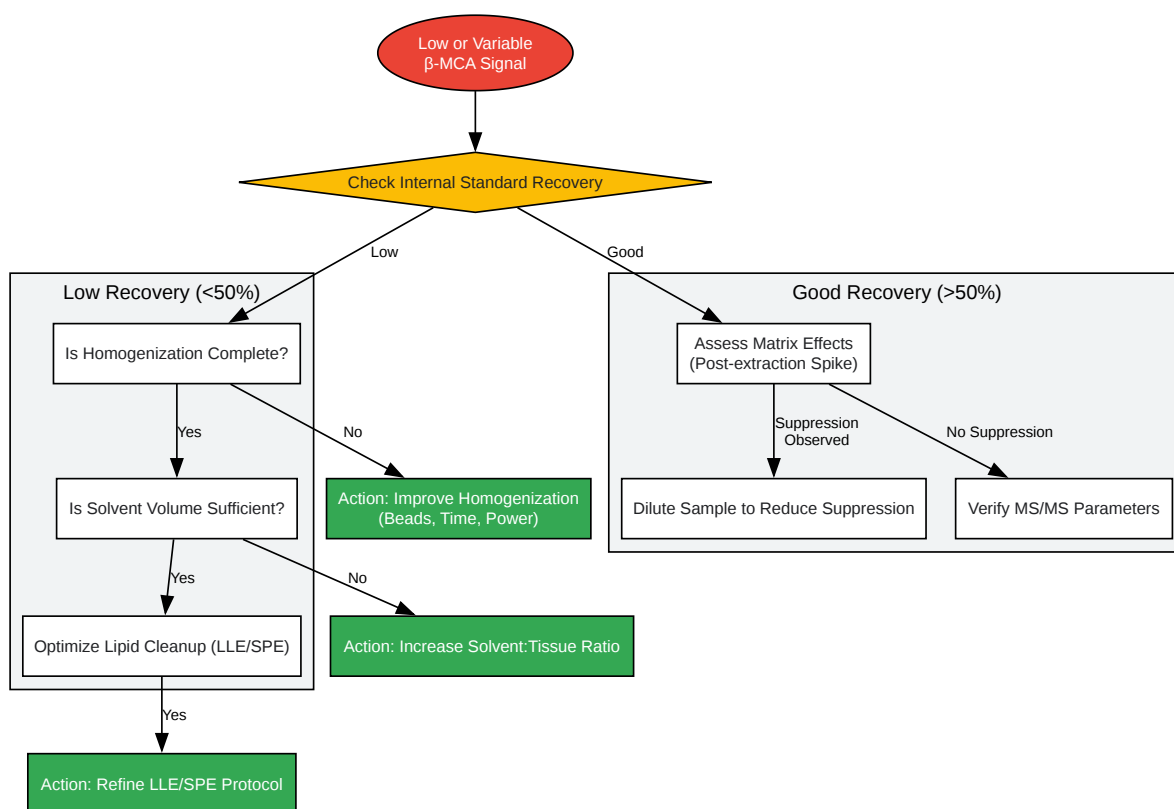 Low or Variable
β-MCA Signal
Check Internal Standard Recovery
Low
Good
Low Recovery (<50%)
Good Recovery (>50%)
Is Homogenization Complete?
Assess Matrix Effects
(Post-extraction Spike)
Yes
No
Suppression
Observed
No Suppression
Is Solvent Volume Sufficient?
Action: Improve Homogenization
(Beads, Time, Power)
Dilute Sample to Reduce Suppression
Verify MS/MS Parameters
Yes
No
Optimize Lipid Cleanup (LLE/SPE)
Action: Increase Solvent:Tissue Ratio
Yes
Action: Refine LLE/SPE Protocol